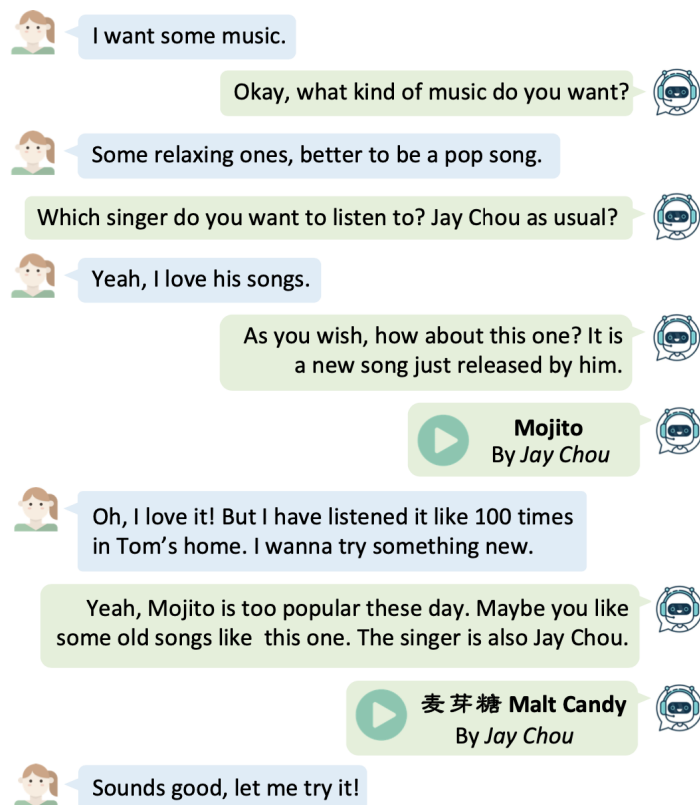 I want some music.
Okay, what kind of music do you want?
Some relaxing ones, better to be a pop song.
Which singer do you want to listen to? Jay Chou as usual?
Yeah, I love his songs.
As you wish, how about this one? It is
a new song just released by him.
Mojito
By Jay Chou
Oh, I love it! But I have listened it like 100 times
in Tom’s home. I wanna try something new.
Yeah, Mojito is too popular these day. Maybe you like
some old songs like this one. The singer is also Jay Chou.
麦芽糖 Malt Candy
By Jay Chou
Sounds good, let me try it!